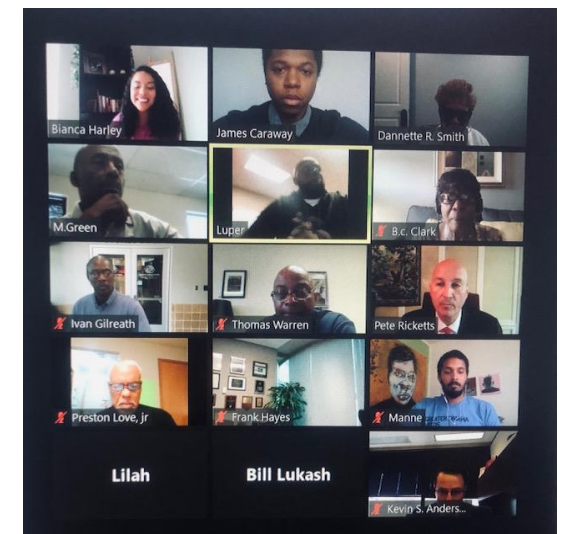 Bianca Harley
James Caraway
Dannette R. Smith
M.Green
Luper
B.c. Clark
Ivan Gilreath
Thomas Warren
Pete Ricketts
Preston Love, jr
Frank Hayes
Manne
Lilah
Bill Lukash
Kevin S. Anders...